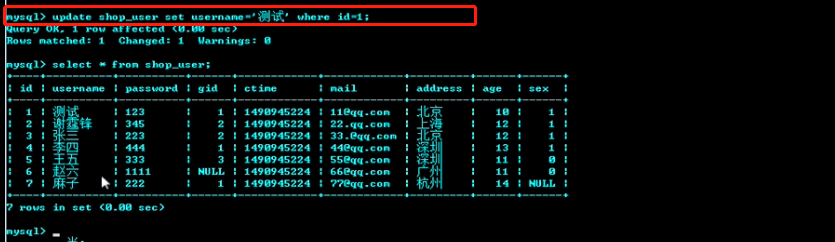 mysql> update shop_user set username='测试' where id=1;
Query OK, 1 row affected (0.00 sec)
Rows matched: 1  Changed: 1  Warnings: 0
mysql> select * from shop_user;
+----+----------+----------+------+------------+------------+---------+-----+------+
| id | username | password | gid | ctime | mail | address | age | sex |
+----+----------+----------+------+------------+------------+---------+-----+------+
| 1 | 测试 | 123 | 1 | 1490945224 | 11@qq.com | 北京 | 10 | 1 |
| 2 | 谢霆锋 | 345 | 2 | 1490945224 | 22.@qq.com | 上海 | 12 | 1 |
| 3 | 张三 | 223 | 2 | 1490945224 | 33.@qq.com | 北京 | 12 | 1 |
| 4 | 李四 | 444 | 1 | 1490945224 | 44@qq.com | 深圳 | 13 | 1 |
| 5 | 王五 | 333 | 3 | 1490945224 | 55@qq.com | 深圳 | 11 | 0 |
| 6 | 赵六 | 1111 | NULL | 1490945224 | 66@qq.com | 广州 | 11 | 0 |
| 7 | 麻子 | 222 | 1 | 1490945224 | 77@qq.com | 杭州 | 14 | NULL |
+----+----------+----------+------+------------+------------+---------+-----+------+
7 rows in set (0.00 sec)
mysql> _